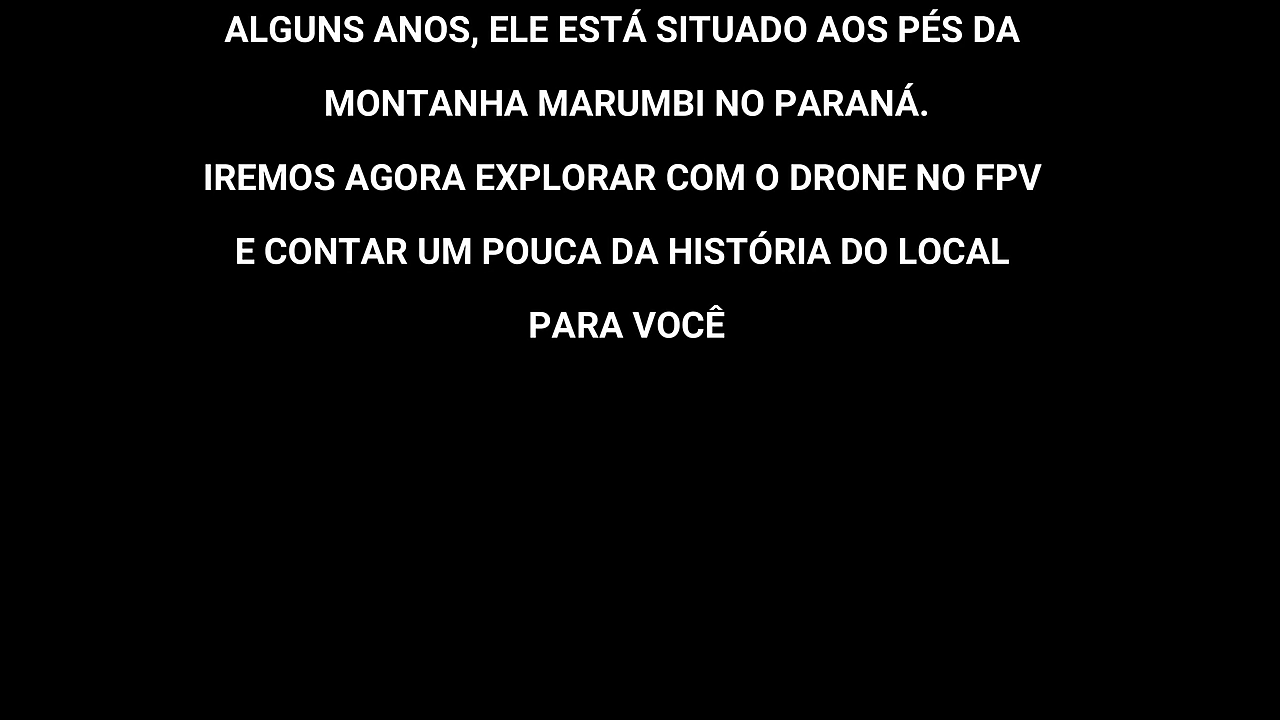 ALGUNS ANOS, ELE ESTÁ SITUADO AOS PÉS DA
MONTANHA MARUMBI NO PARANÁ.
IREMOS AGORA EXPLORAR COM O DRONE NO FPV
E CONTAR UM POUCA DA HISTÓRIA DO LOCAL
PARA VOCÊ